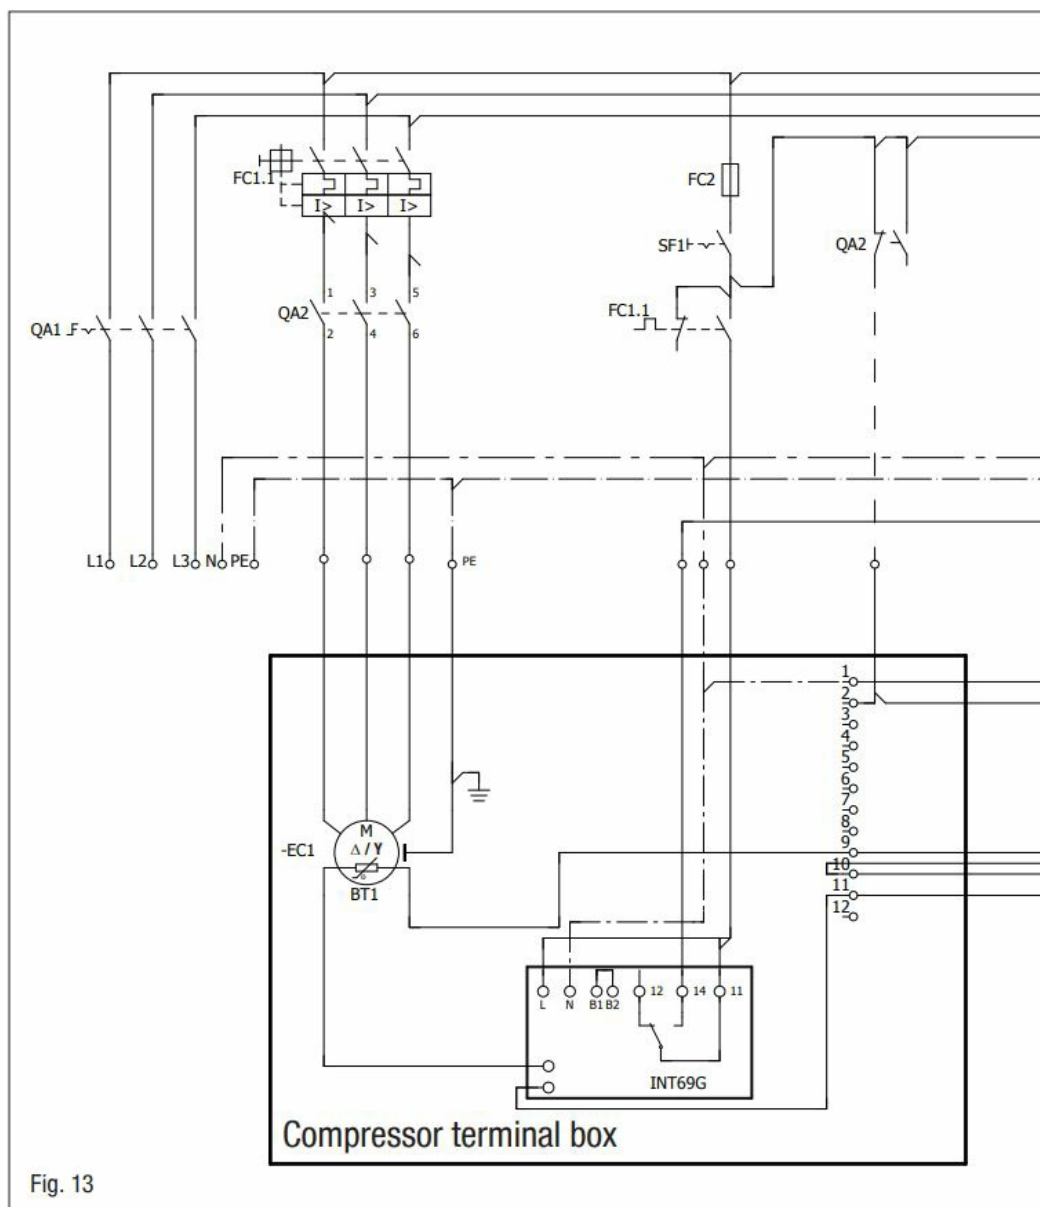 FC1.1
I> I> I>
FC2
SF1
QA2
FC1.1
QA1
QA2
1 3 5
2 4 6
L1 L2 L3 N PE
PE
1
2
3
4
5
6
7
8
9
10
11
12
-EC1
M
Δ / Y
BT1
L N B1 B2 12 14 11
INT69G
Compressor terminal box
Fig. 13